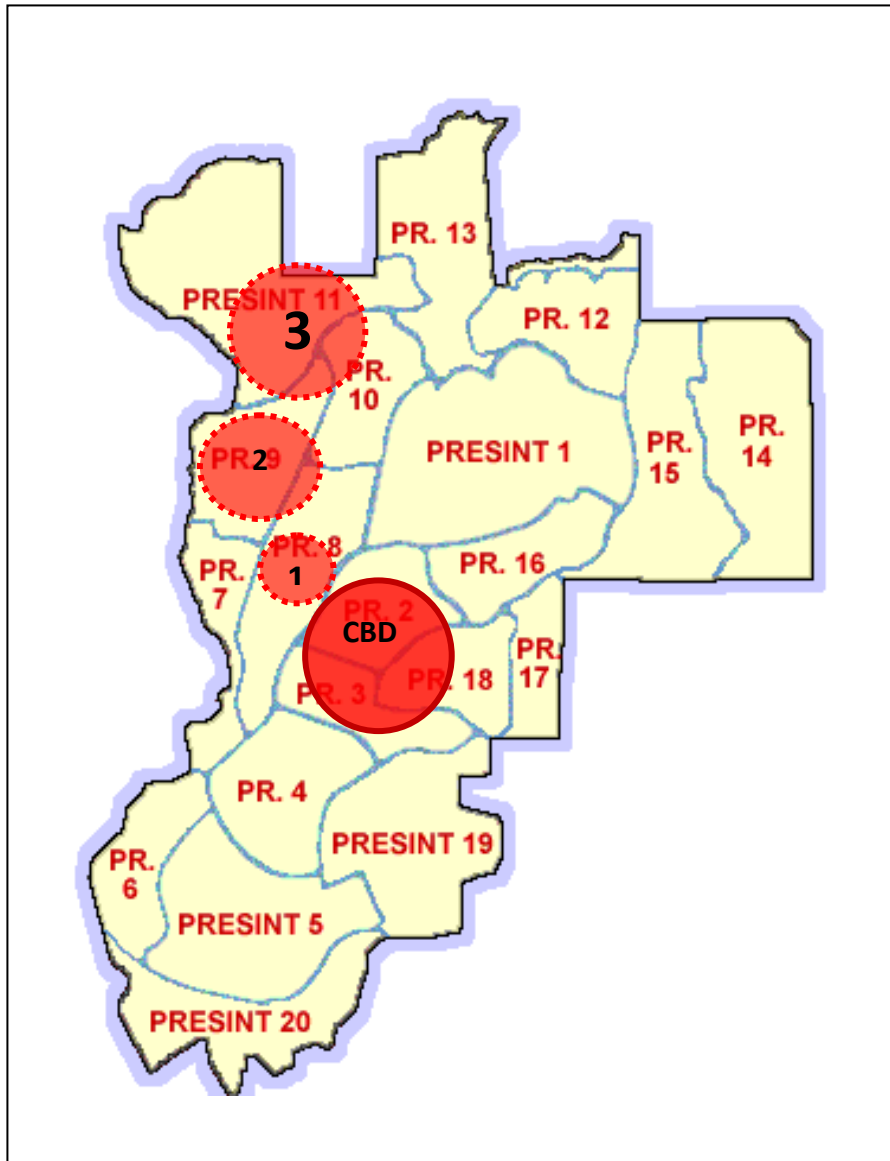 PR. 13
PRESINT 11
3
PR. 12
PR.
10
PR.
14
PR.
15
PRESINT 1
PR. 9
2
PR. 8
1
PR. 16
PR.
7
PR. 2
CBD
PR.
17
PR. 18
PR. 3
PR. 4
PRESINT 19
PR.
6
PRESINT 5
PRESINT 20